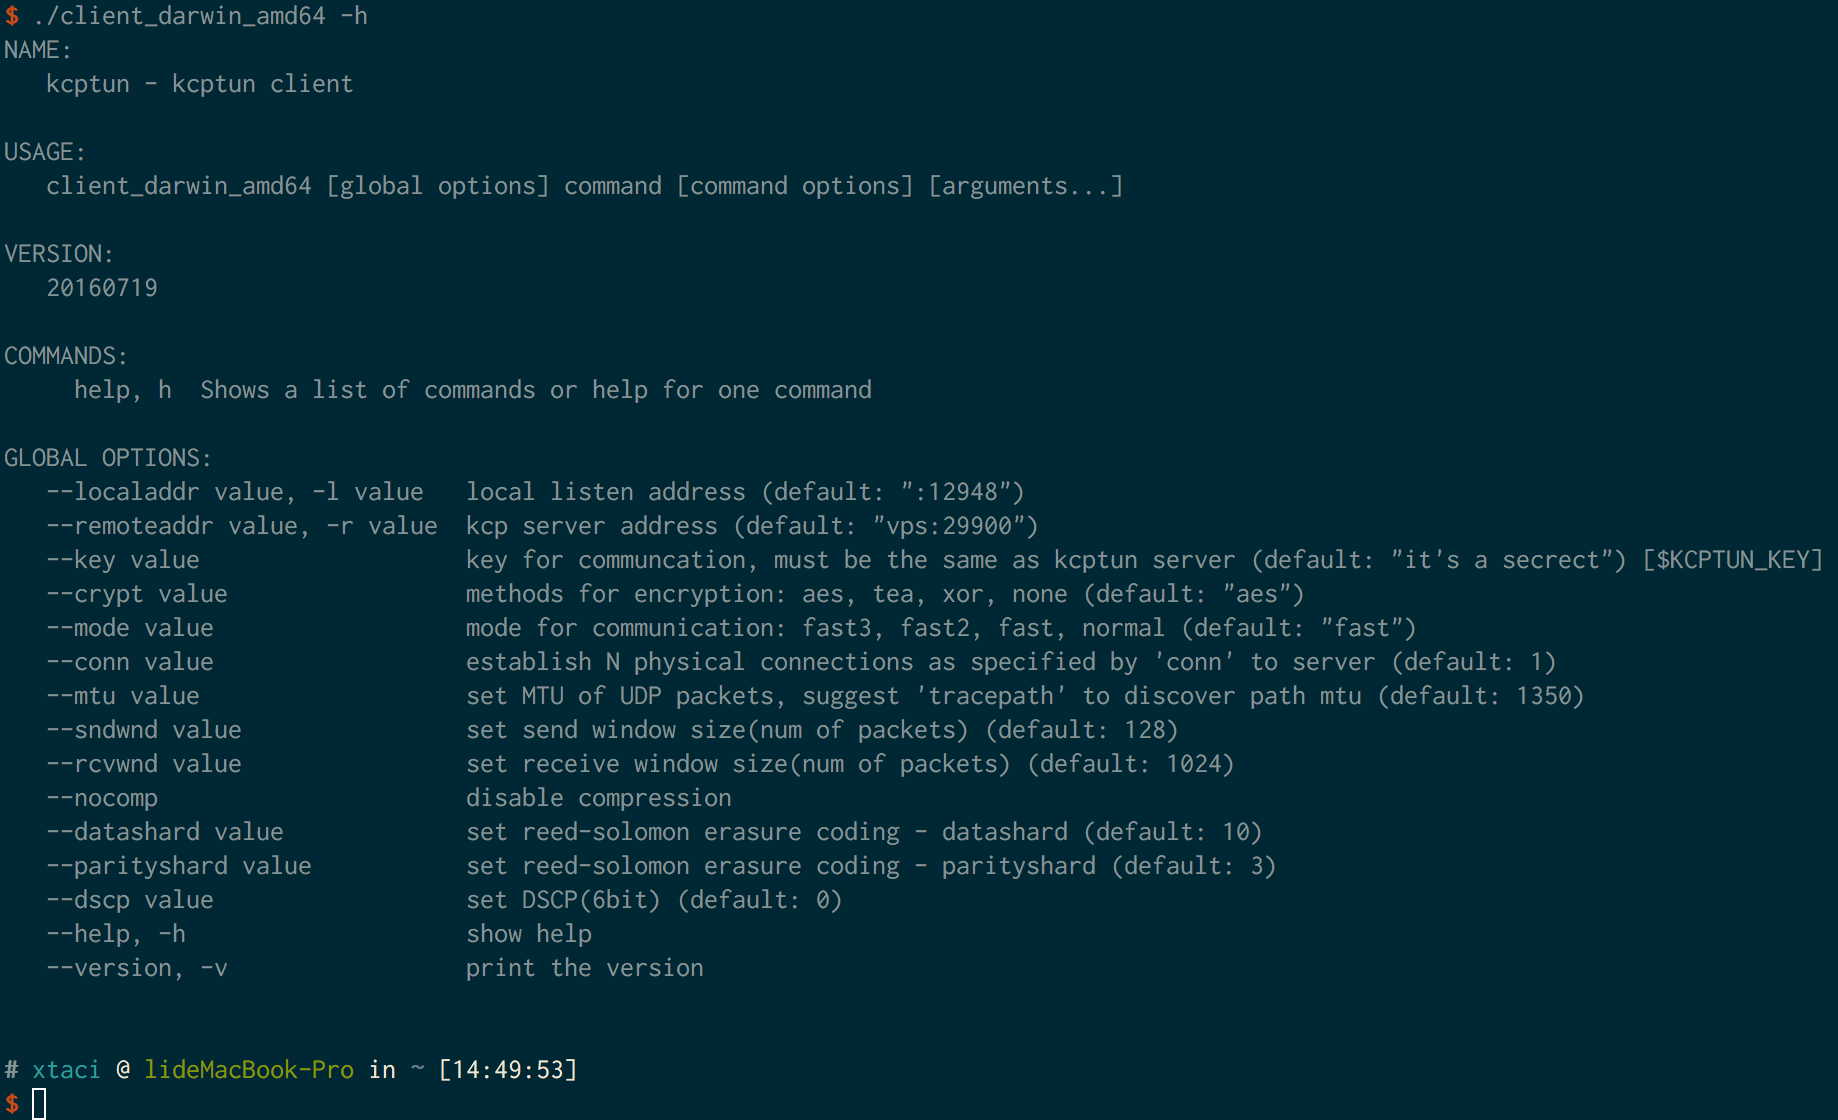 $ ./client_darwin_amd64 -h
NAME:
   kcptun - kcptun client

USAGE:
   client_darwin_amd64 [global options] command [command options] [arguments...]

VERSION:
   20160719

COMMANDS:
     help, h  Shows a list of commands or help for one command

GLOBAL OPTIONS:
   --localaddr value, -l value   local listen address (default: ":12948")
   --remoteaddr value, -r value  kcp server address (default: "vps:29900")
   --key value                   key for communcation, must be the same as kcptun server (default: "it's a secrect") [$KCPTUN_KEY]
   --crypt value                 methods for encryption: aes, tea, xor, none (default: "aes")
   --mode value                  mode for communication: fast3, fast2, fast, normal (default: "fast")
   --conn value                  establish N physical connections as specified by 'conn' to server (default: 1)
   --mtu value                   set MTU of UDP packets, suggest 'tracepath' to discover path mtu (default: 1350)
   --sndwnd value                set send window size(num of packets) (default: 128)
   --rcvwnd value                set receive window size(num of packets) (default: 1024)
   --nocomp                      disable compression
   --datashard value             set reed-solomon erasure coding - datashard (default: 10)
   --parityshard value           set reed-solomon erasure coding - parityshard (default: 3)
   --dscp value                  set DSCP(6bit) (default: 0)
   --help, -h                    show help
   --version, -v                 print the version

# xtaci @ lideMacBook-Pro in ~ [14:49:53]
$